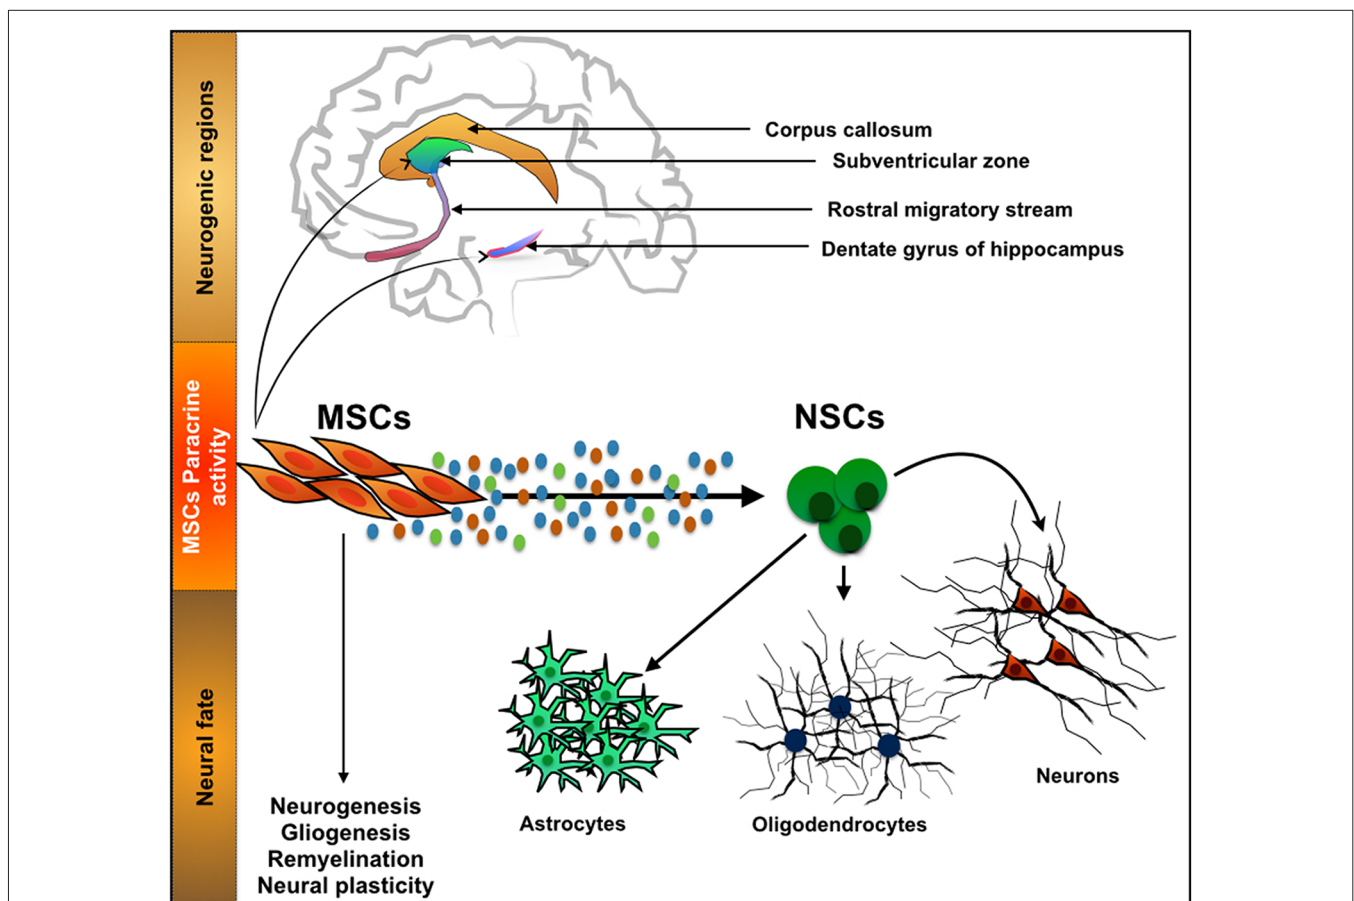 Neurogenic regions
Corpus callosum
Subventricular zone
Rostral migratory stream
Dentate gyrus of hippocampus
MSCs Paracrine
activity
MSCs
NSCs
Neural fate
Neurogenesis
Gliogenesis
Remyelination
Neural plasticity
Astrocytes
Oligodendrocytes
Neurons